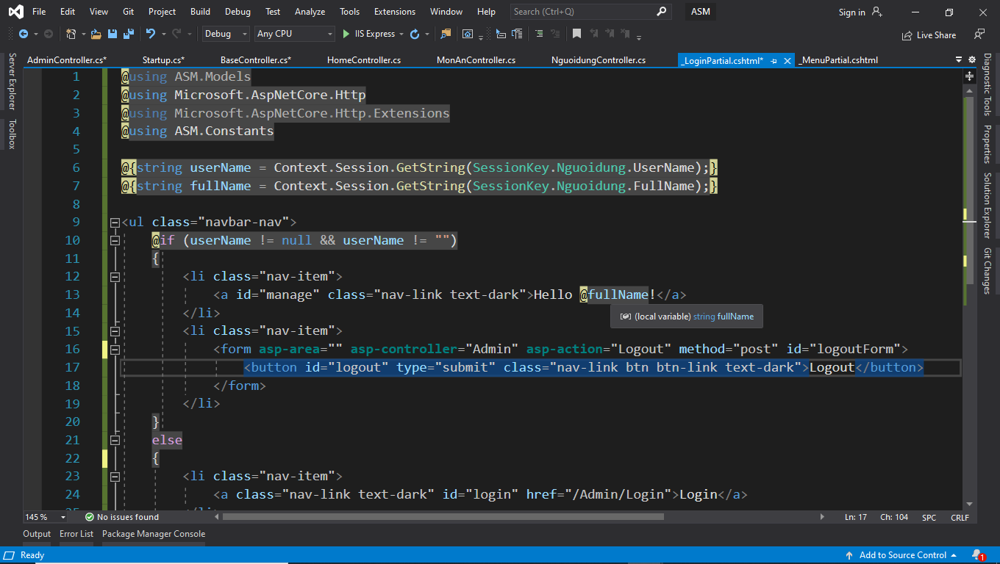 File Edit View Git Project Build Debug Test Analyze Tools Extensions Window Help Search (Ctrl+Q) ASM Sign in
Debug Any CPU IIS Express Live Share
AdminController.cs* Startup.cs* BaseController.cs* HomeController.cs MonAnController.cs NguoidungController.cs _LoginPartial.cshtml* _MenuPartial.cshtml
Server Explorer
Toolbox
1 @using ASM.Models
2 @using Microsoft.AspNetCore.Http
3 @using Microsoft.AspNetCore.Http.Extensions
4 @using ASM.Constants
5
6 @{string userName = Context.Session.GetString(SessionKey.Nguoidung.UserName);}
7 @{string fullName = Context.Session.GetString(SessionKey.Nguoidung.FullName);}
8
9 <ul class="navbar-nav">
10 @if (userName != null && userName != "")
11 {
12 <li class="nav-item">
13 <a id="manage" class="nav-link text-dark">Hello @fullName!</a>
(local variable) string fullName
14 </li>
15 <li class="nav-item">
16 <form asp-area="" asp-controller="Admin" asp-action="Logout" method="post" id="logoutForm">
17 <button id="logout" type="submit" class="nav-link btn btn-link text-dark">Logout</button>
18 </form>
19 </li>
20 }
21 else
22 {
23 <li class="nav-item">
24 <a class="nav-link text-dark" id="login" href="/Admin/Login">Login</a>
25 </li>
Diagnostic Tools
Properties
Solution Explorer
Git Changes
145 % No issues found Ln: 17 Ch: 104 SPC CRLF
Output Error List Package Manager Console
Ready Add to Source Control 1